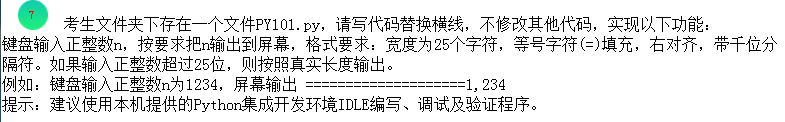 7 考生文件夹下存在一个文件PY101.py，请写代码替换横线，不修改其他代码，实现以下功能：
键盘输入正整数n，按要求把n输出到屏幕，格式要求：宽度为25个字符，等号字符(=)填充，右对齐，带千位分
隔符。如果输入正整数超过25位，则按照真实长度输出。
例如：键盘输入正整数n为1234，屏幕输出 ====================1,234
提示：建议使用本机提供的Python集成开发环境IDLE编写、调试及验证程序。